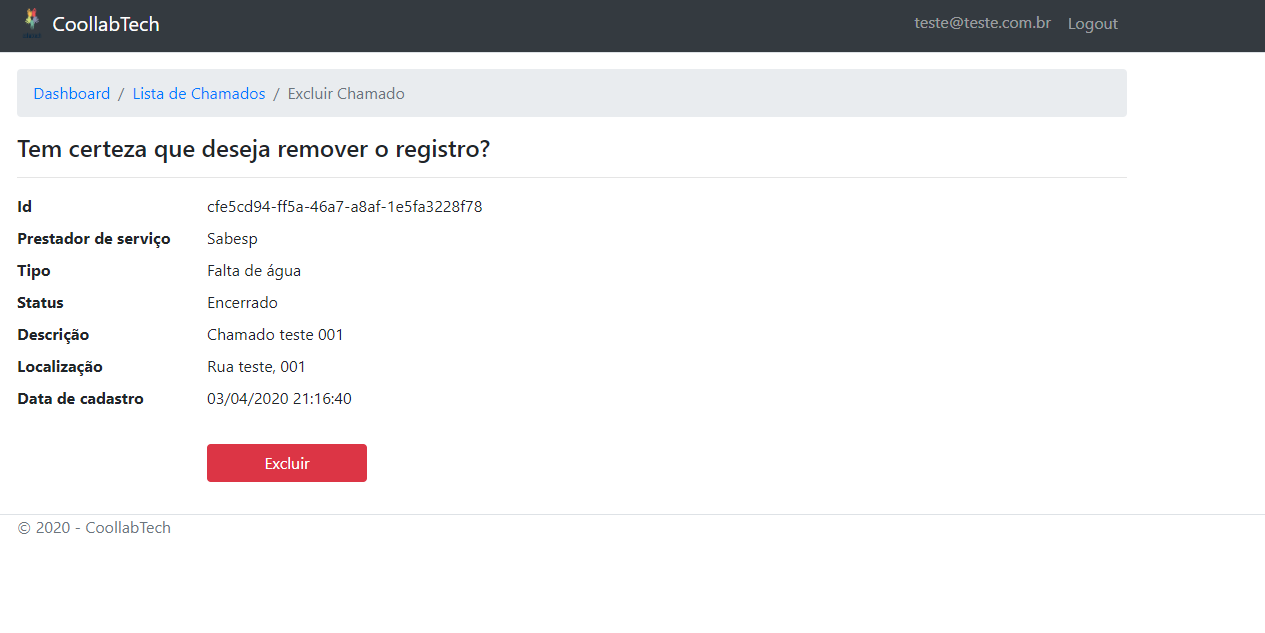 CoollabTech teste@teste.com.br Logout
Dashboard / Lista de Chamados / Excluir Chamado
Tem certeza que deseja remover o registro?
Id cfe5cd94-ff5a-46a7-a8af-1e5fa3228f78
Prestador de serviço Sabesp
Tipo Falta de água
Status Encerrado
Descrição Chamado teste 001
Localização Rua teste, 001
Data de cadastro 03/04/2020 21:16:40
Excluir
© 2020 - CoollabTech